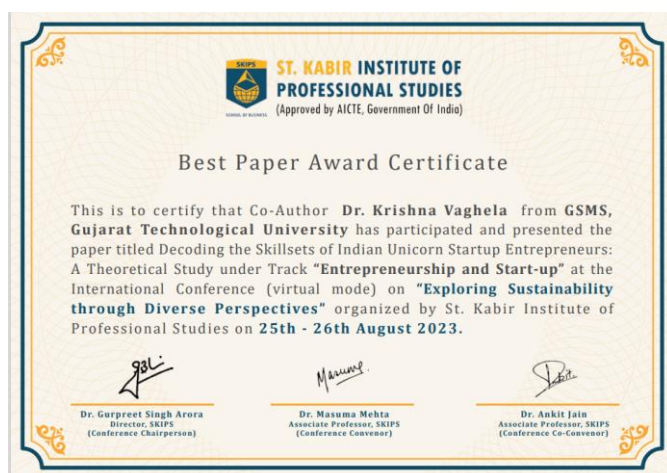 SKIPS
SCHOOL OF BUSINESS
ST. KABIR INSTITUTE OF
PROFESSIONAL STUDIES
(Approved by AICTE, Government Of India)
Best Paper Award Certificate
This is to certify that Co-Author Dr. Krishna Vaghela from GSMS,
Gujarat Technological University has participated and presented the
paper titled Decoding the Skillsets of Indian Unicorn Startup Entrepreneurs:
A Theoretical Study under Track “Entrepreneurship and Start-up” at the
International Conference (virtual mode) on “Exploring Sustainability
through Diverse Perspectives” organized by St. Kabir Institute of
Professional Studies on 25th - 26th August 2023.
Masuma
Dr. Gurpreet Singh Arora
Director, SKIPS
(Conference Chairperson)
Dr. Masuma Mehta
Associate Professor, SKIPS
(Conference Convenor)
Dr. Ankit Jain
Associate Professor, SKIPS
(Conference Co-Convenor)